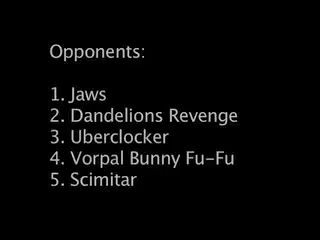 Opponents:
1. Jaws
2. Dandelions Revenge
3. Uberclocker
4. Vorpal Bunny Fu-Fu
5. Scimitar